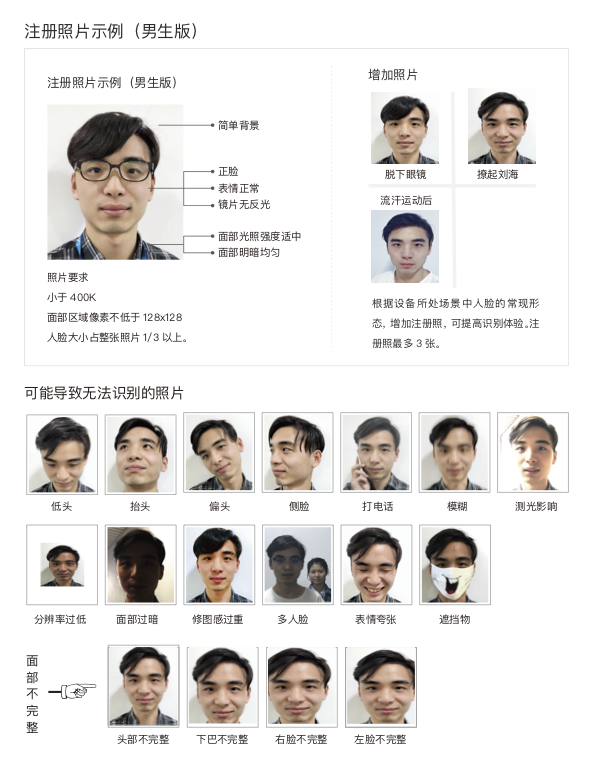 注册照片示例（男生版）
注册照片示例（男生版）
简单背景
正脸
表情正常
镜片无反光
面部光照强度适中
面部明暗均匀
照片要求
小于 400K
面部区域像素不低于 128x128
人脸大小占整张照片 1/3 以上。
增加照片
脱下眼镜
撩起刘海
流汗运动后
根据设备所处场景中人脸的常现形
态，增加注册照，可提高识别体验。注
册照最多 3 张。
可能导致无法识别的照片
低头
抬头
偏头
侧脸
打电话
模糊
测光影响
分辨率过低
面部过暗
修图感过重
多人脸
表情夸张
遮挡物
面部不完整
头部不完整
下巴不完整
右脸不完整
左脸不完整